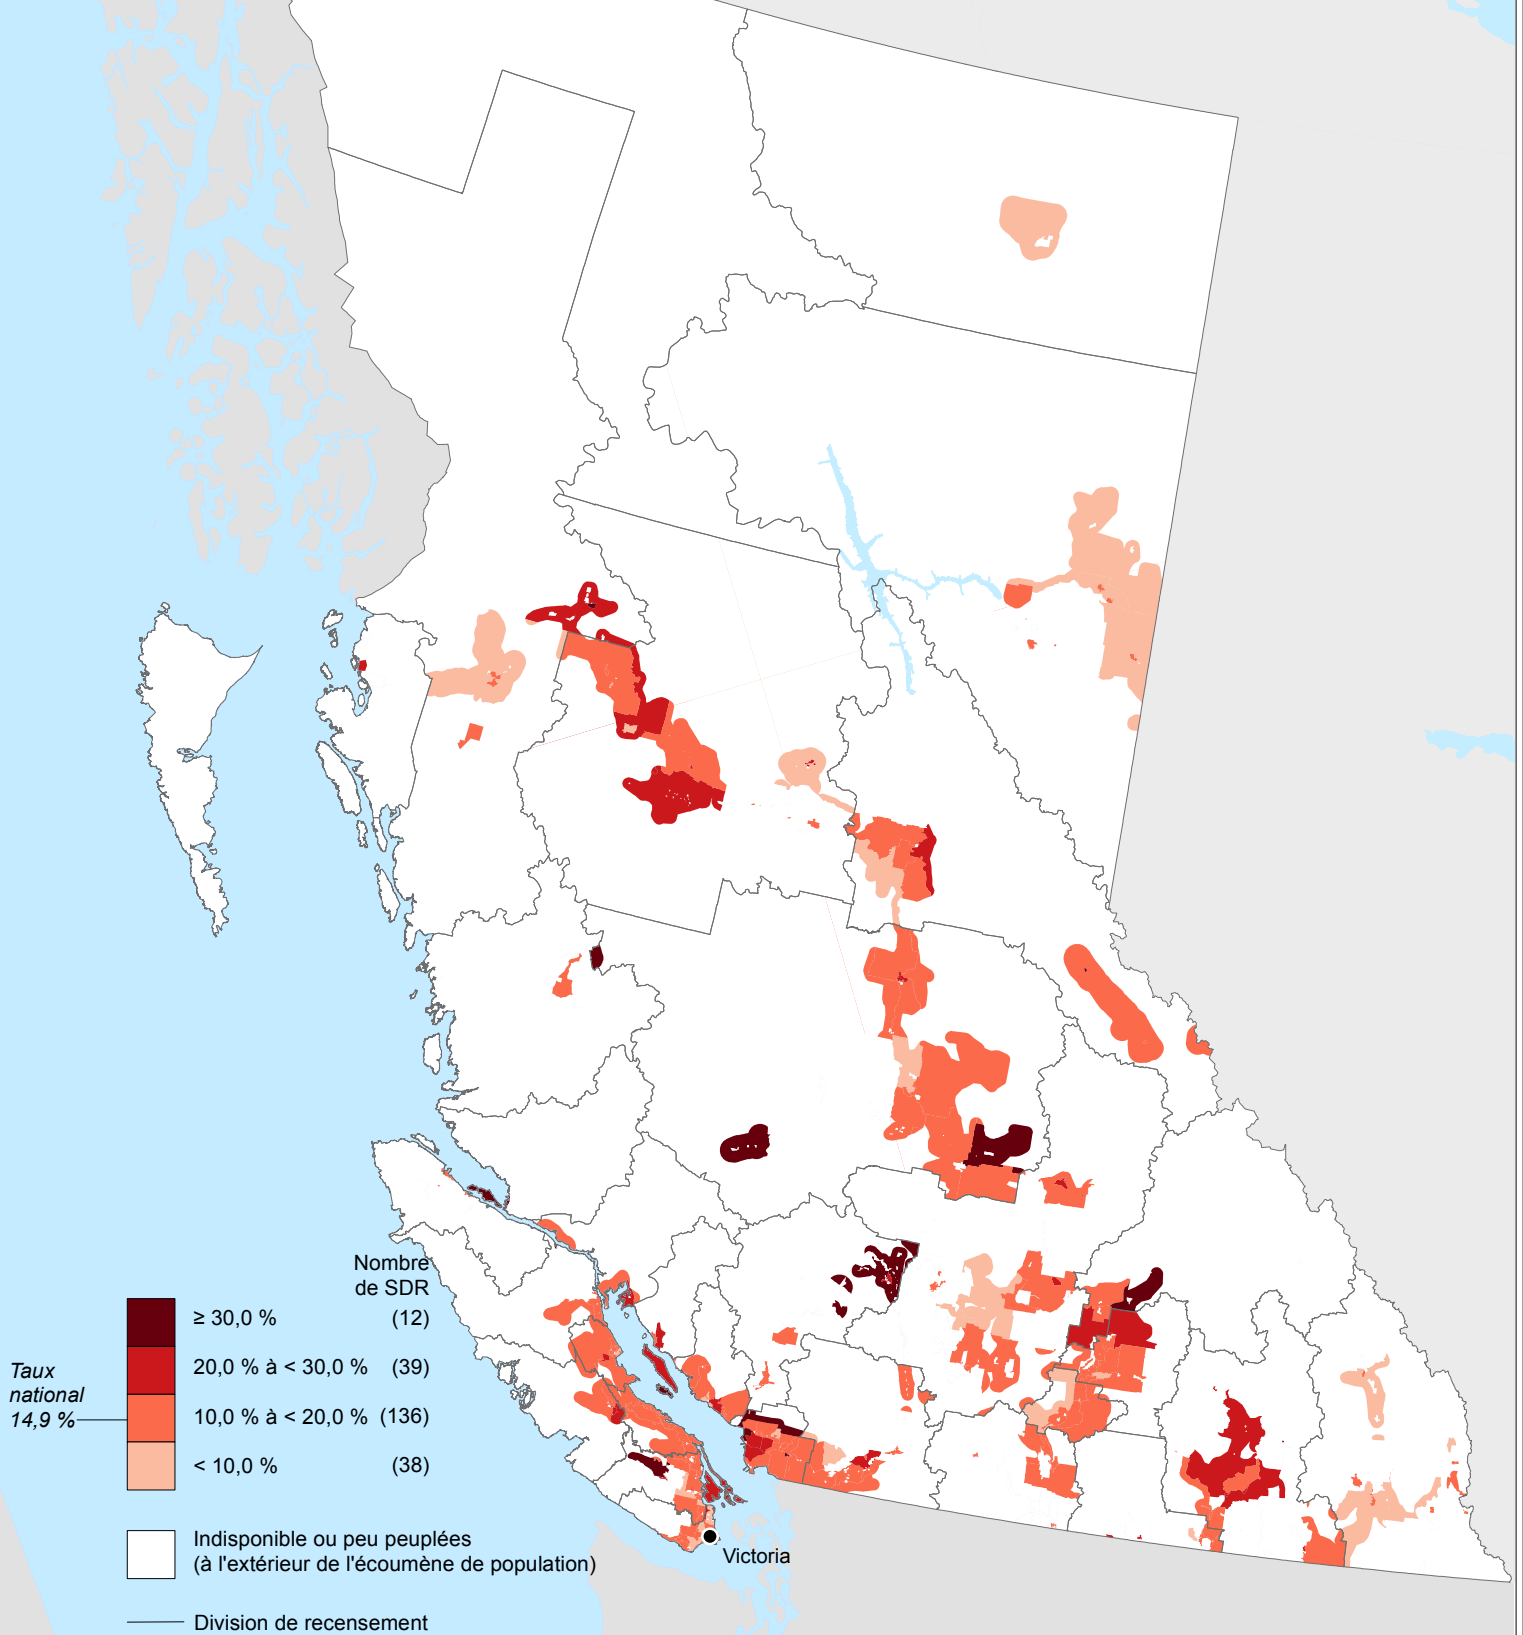 Nombre
de SDR
≥ 30,0 % (12)
20,0 % à < 30,0 % (39)
10,0 % à < 20,0 % (136)
< 10,0 % (38)
Taux
national
14,9 %
Indisponible ou peu peuplées
(à l'extérieur de l'écoumène de population)
Division de recensement
Victoria